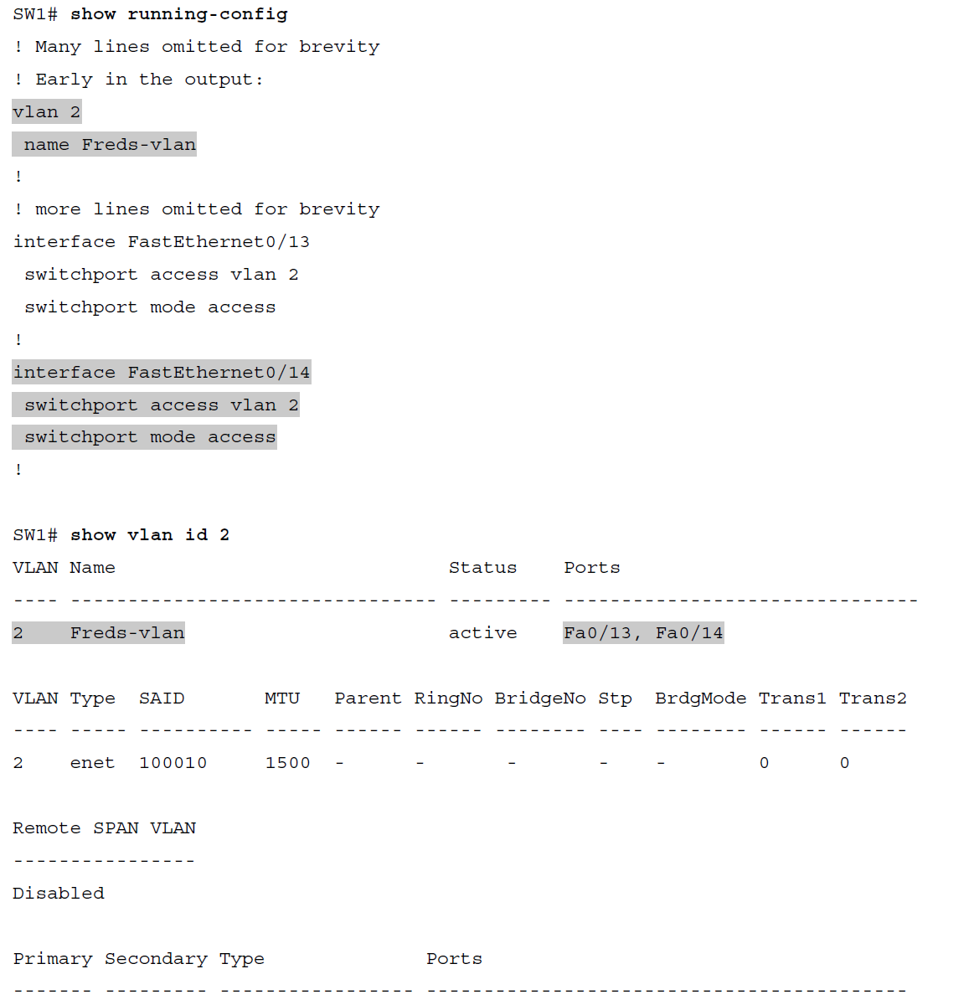 SW1# show running-config
! Many lines omitted for brevity
! Early in the output:
vlan 2
 name Freds-vlan
!
! more lines omitted for brevity
interface FastEthernet0/13
 switchport access vlan 2
 switchport mode access
!
interface FastEthernet0/14
 switchport access vlan 2
 switchport mode access
!
SW1# show vlan id 2
VLAN Name                             Status    Ports
---- -------------------------------- --------- -------------------------------
2    Freds-vlan                       active    Fa0/13, Fa0/14
VLAN Type  SAID       MTU   Parent RingNo BridgeNo Stp  BrdgMode Trans1 Trans2
---- ----- ---------- ----- ------ ------ -------- ---- -------- ------ ------
2    enet  100010     1500  -      -       -       -    -        0      0
Remote SPAN VLAN
----------------
Disabled
Primary Secondary Type              Ports
------- --------- ----------------- ------------------------------------------